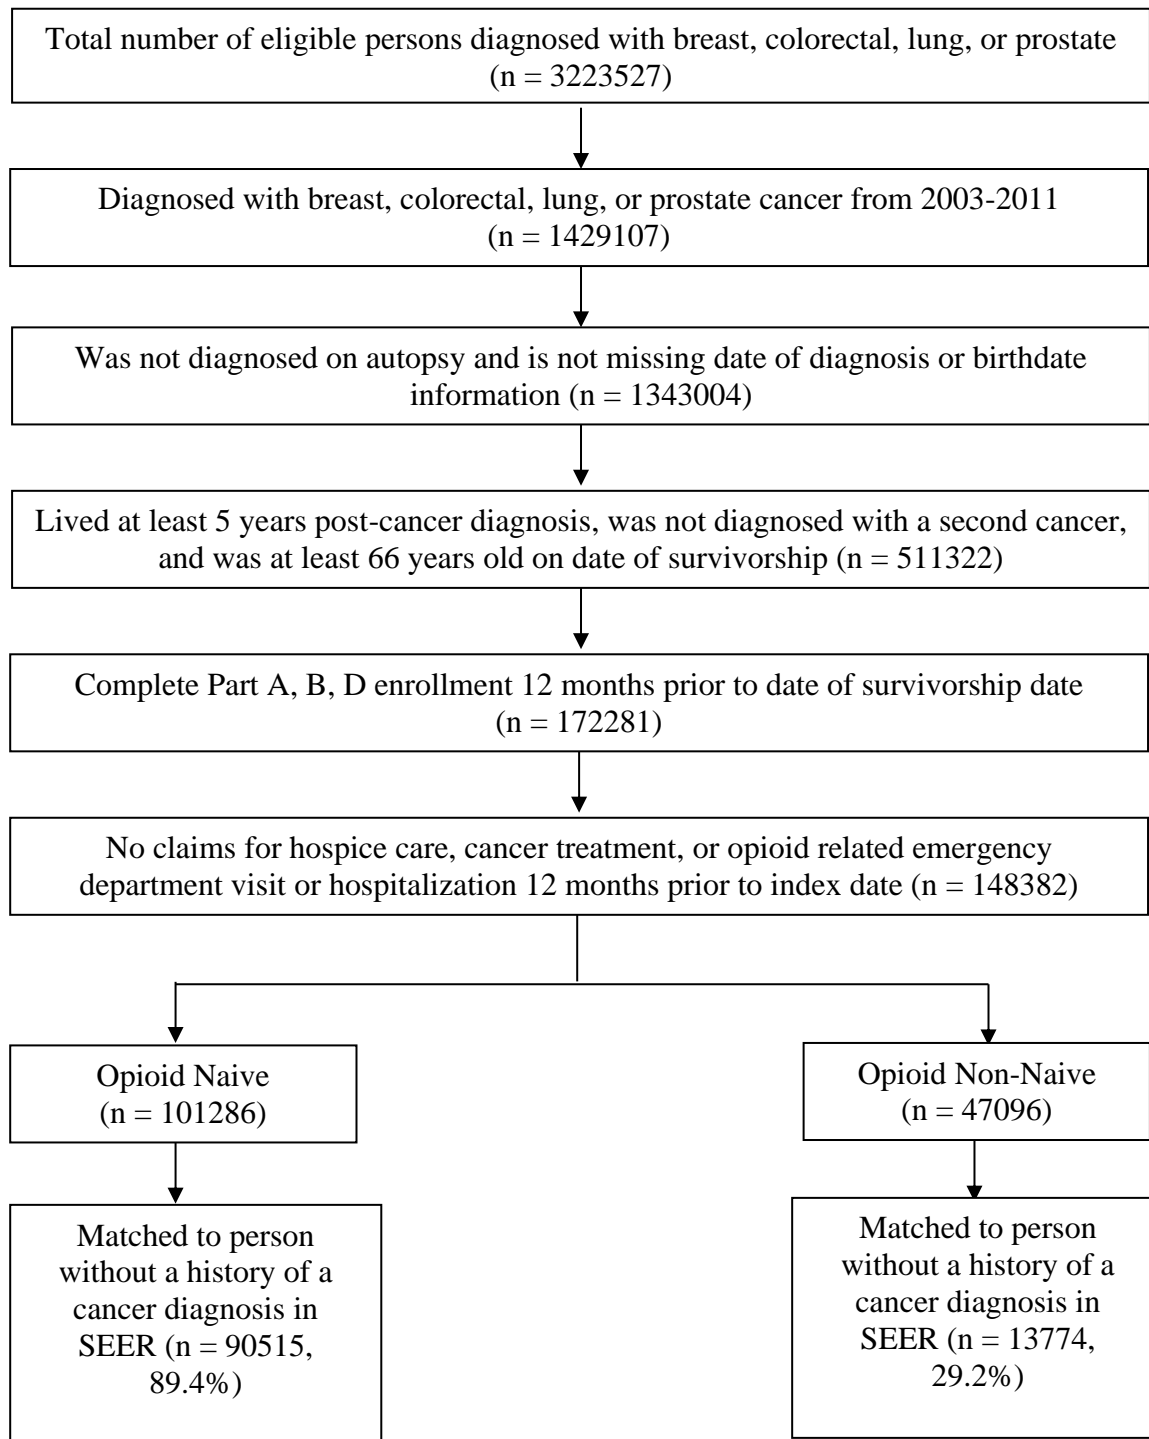 Total number of eligible persons diagnosed with breast, colorectal, lung, or prostate
(n = 3223527)
Diagnosed with breast, colorectal, lung, or prostate cancer from 2003-2011
(n = 1429107)
Was not diagnosed on autopsy and is not missing date of diagnosis or birthdate
information (n = 1343004)
Lived at least 5 years post-cancer diagnosis, was not diagnosed with a second cancer,
and was at least 66 years old on date of survivorship (n = 511322)
Complete Part A, B, D enrollment 12 months prior to date of survivorship date
(n = 172281)
No claims for hospice care, cancer treatment, or opioid related emergency
department visit or hospitalization 12 months prior to index date (n = 148382)
Opioid Naive
(n = 101286)
Opioid Non-Naive
(n = 47096)
Matched to person
without a history of a
cancer diagnosis in
SEER (n = 90515,
89.4%)
Matched to person
without a history of a
cancer diagnosis in
SEER (n = 13774,
29.2%)